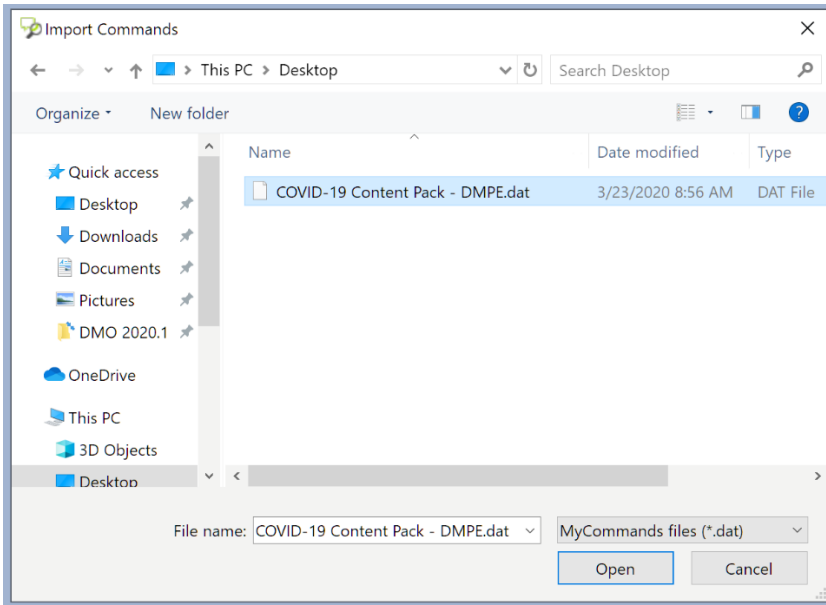 Import Commands
This PC > Desktop
Search Desktop
Organize
New folder
?
Name
Date modified
Type
Quick access
Desktop
Downloads
Documents
Pictures
DMO 2020.1
OneDrive
This PC
3D Objects
Desktop
COVID-19 Content Pack - DMPE.dat
3/23/2020 8:56 AM
DAT File
File name:
COVID-19 Content Pack - DMPE.dat
MyCommands files (*.dat)
Open
Cancel